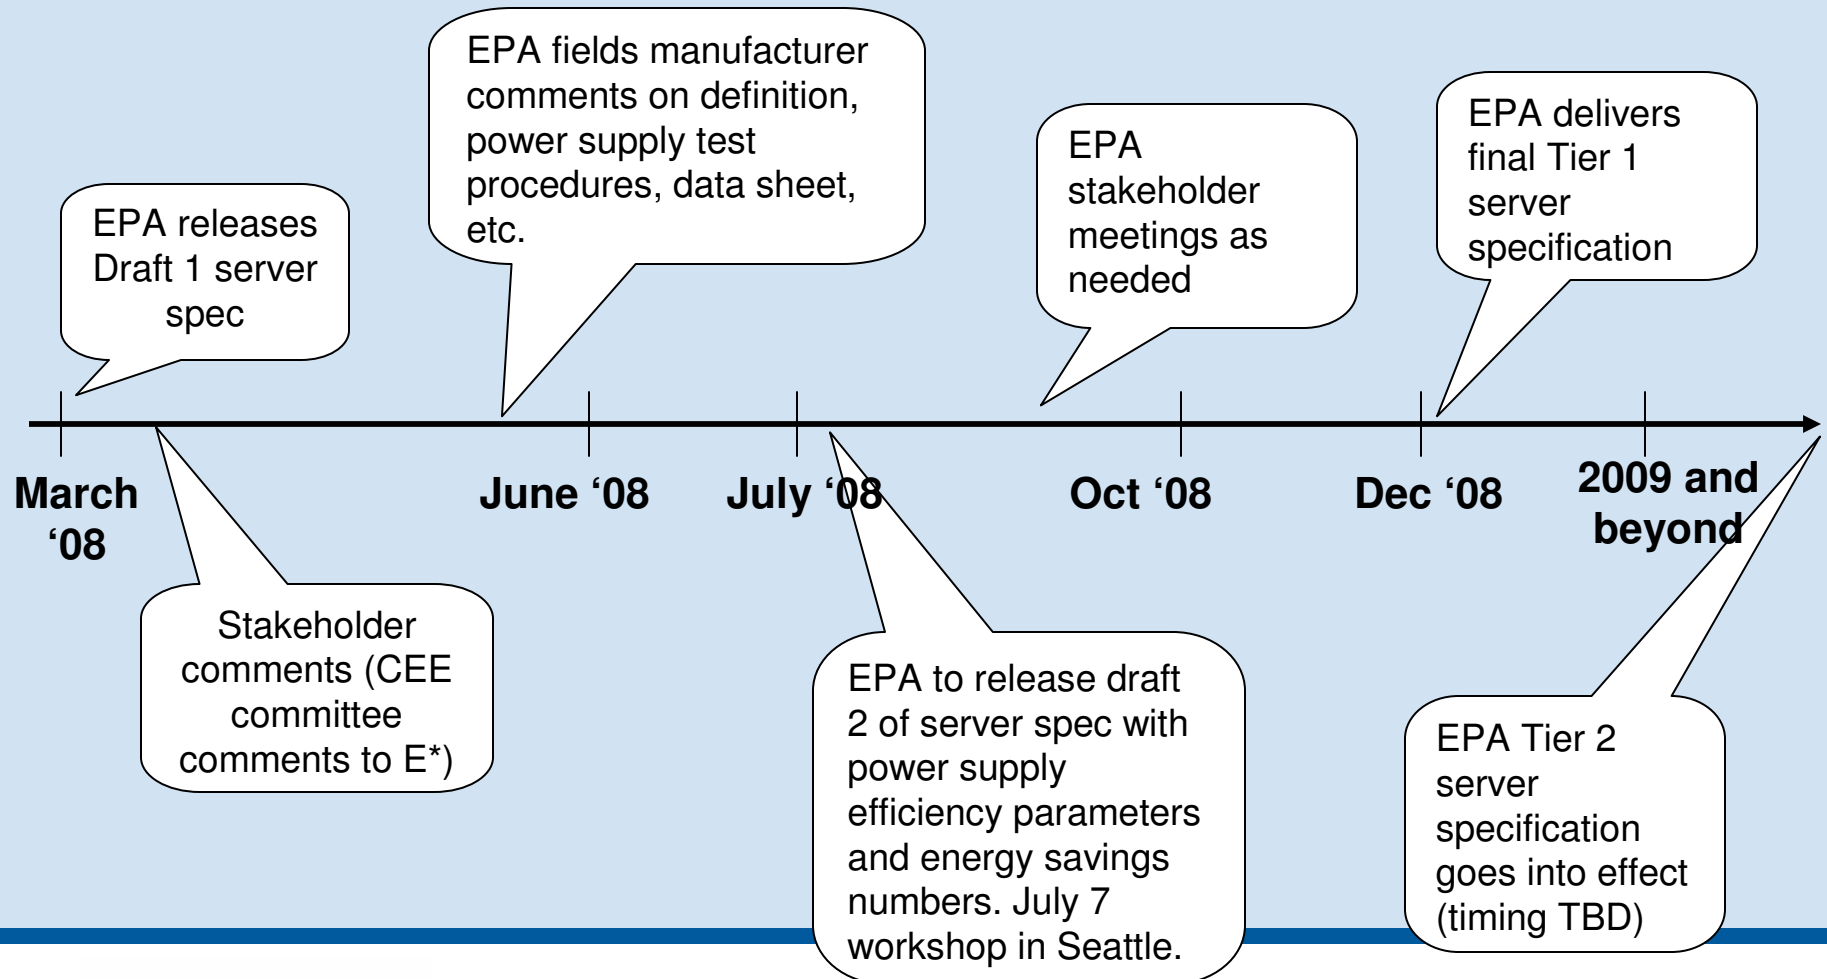 EPA releases
Draft 1 server
spec
EPA fields manufacturer
comments on definition,
power supply test
procedures, data sheet,
etc.
EPA
stakeholder
meetings as
needed
EPA delivers
final Tier 1
server
specification
March
‘08
June ‘08
July ‘08
Oct ‘08
Dec ‘08
2009 and
beyond
Stakeholder
comments (CEE
committee
comments to E*)
EPA to release draft
2 of server spec with
power supply
efficiency parameters
and energy savings
numbers. July 7
workshop in Seattle.
EPA Tier 2
server
specification
goes into effect
(timing TBD)